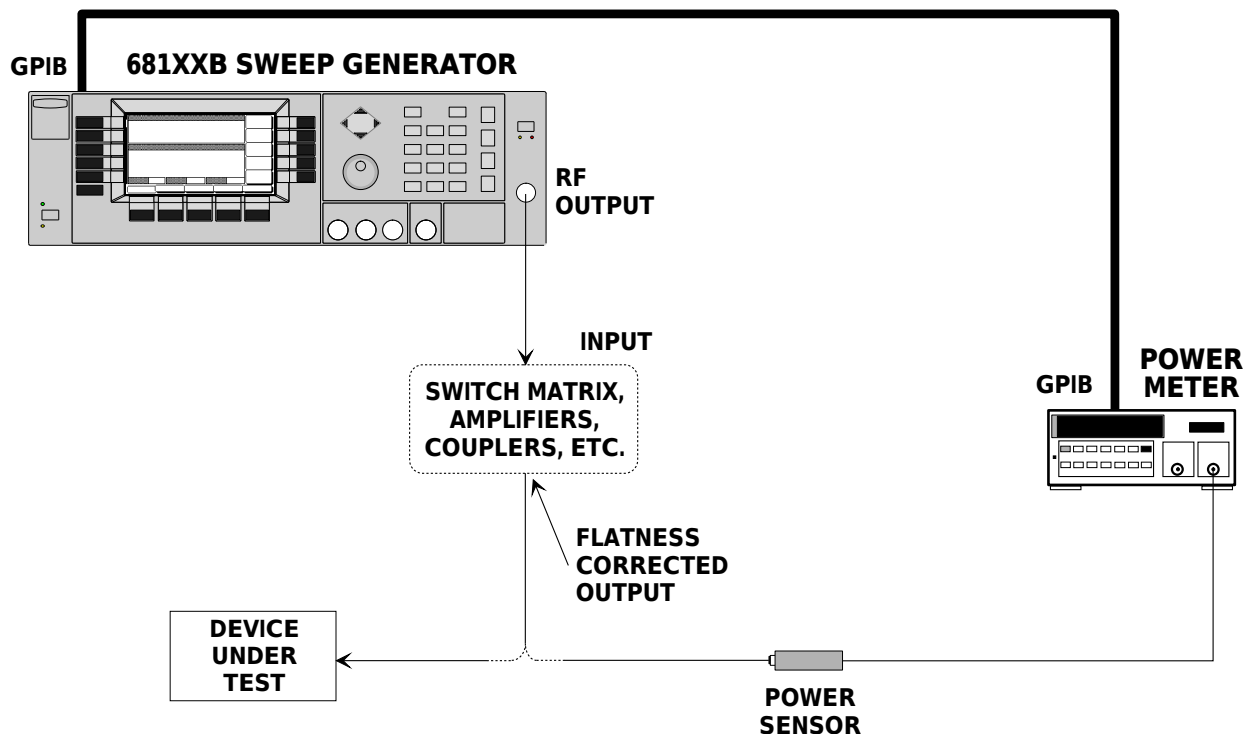 GPIB
681XXB SWEEP GENERATOR
RF
OUTPUT
INPUT
SWITCH MATRIX,
AMPLIFIERS,
COUPLERS, ETC.
GPIB
POWER
METER
FLATNESS
CORRECTED
OUTPUT
DEVICE
UNDER
TEST
POWER
SENSOR